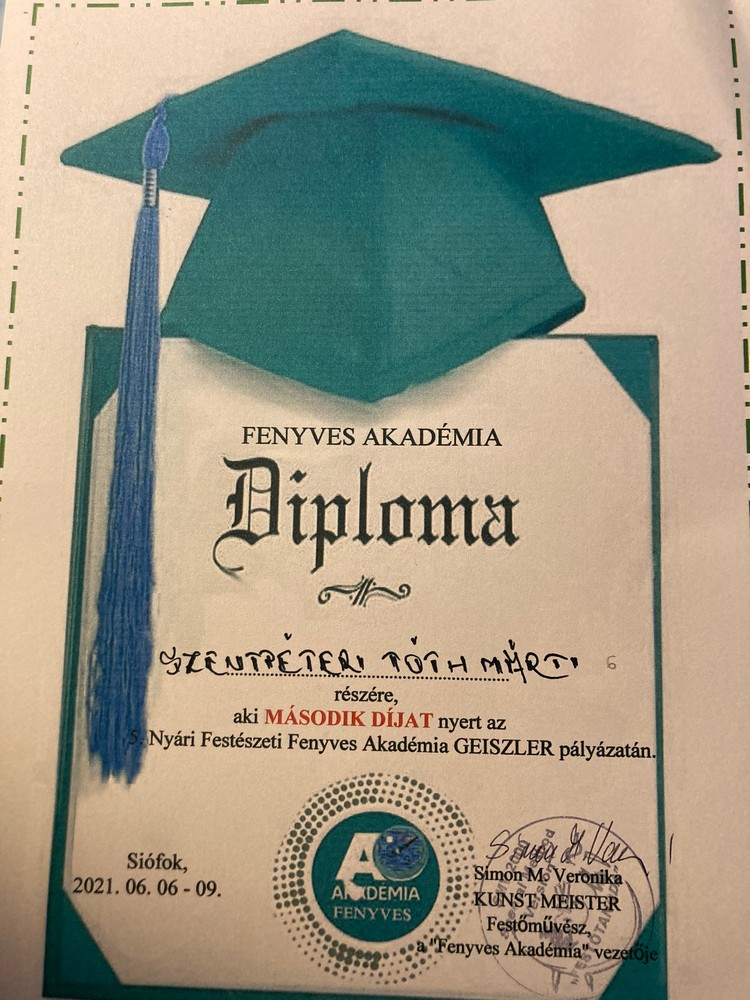 FENYVES AKADÉMIA
Diploma
SZENTPÉTERI TÓTH MÁRTI 6
részére,
aki MÁSODIK DÍJAT nyert az
5. Nyári Festészeti Fenyves Akadémia GEISZLER pályázatán.
A
AKADÉMIA
FENYVES
Siófok,
2021. 06. 06 - 09.
Simon M. Veronika
KUNST MEISTER
Festőművész,
a "Fenyves Akadémia" vezetője